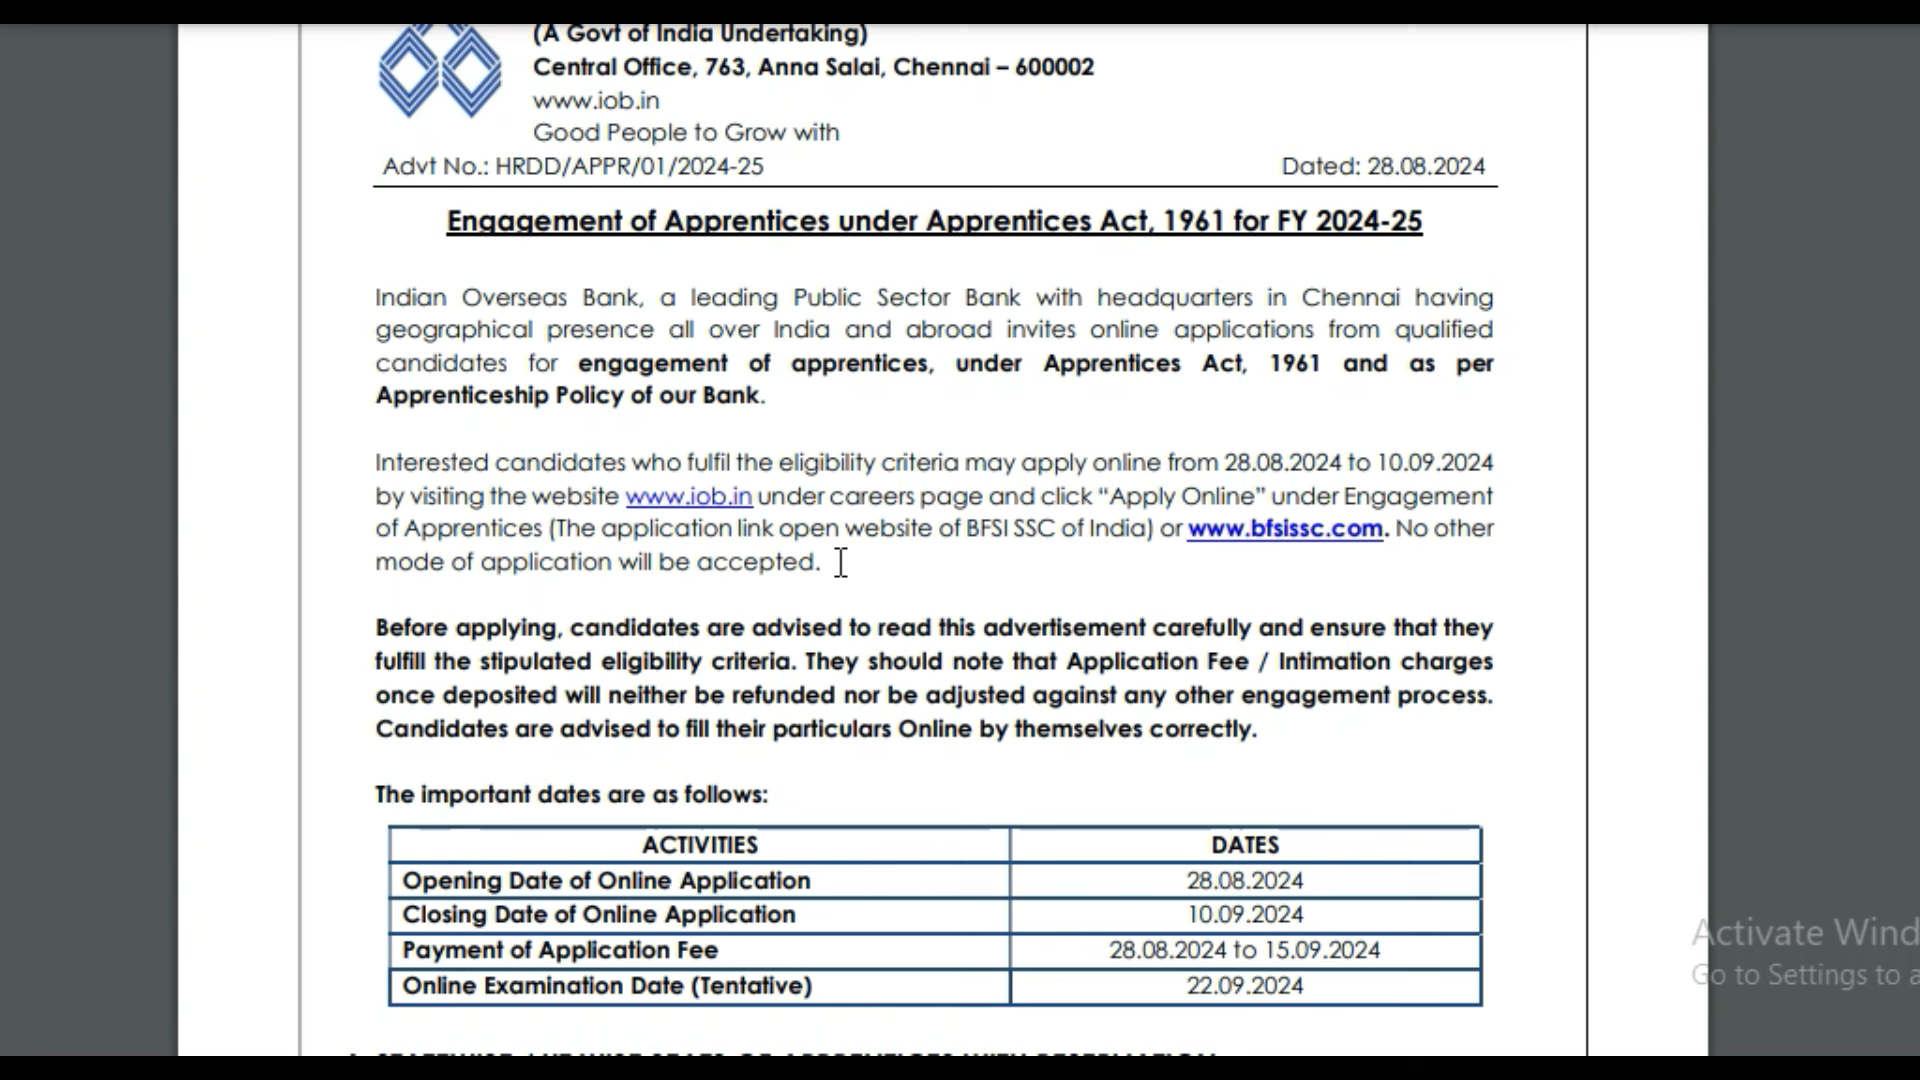 (A Govt of India Undertaking)
Central Office, 763, Anna Salai, Chennai – 600002
www.iob.in
Good People to Grow with
Advt No.: HRDD/APPR/01/2024-25 Dated: 28.08.2024
Engagement of Apprentices under Apprentices Act, 1961 for FY 2024-25
Indian Overseas Bank, a leading Public Sector Bank with headquarters in Chennai having
geographical presence all over India and abroad invites online applications from qualified
candidates for engagement of apprentices, under Apprentices Act, 1961 and as per
Apprenticeship Policy of our Bank.
Interested candidates who fulfil the eligibility criteria may apply online from 28.08.2024 to 10.09.2024
by visiting the website www.iob.in under careers page and click “Apply Online” under Engagement
of Apprentices (The application link open website of BFSI SSC of India) or www.bfsissc.com. No other
mode of application will be accepted.
Before applying, candidates are advised to read this advertisement carefully and ensure that they
fulfill the stipulated eligibility criteria. They should note that Application Fee / Intimation charges
once deposited will neither be refunded nor be adjusted against any other engagement process.
Candidates are advised to fill their particulars Online by themselves correctly.
The important dates are as follows:
ACTIVITIES DATES
Opening Date of Online Application 28.08.2024
Closing Date of Online Application 10.09.2024
Payment of Application Fee 28.08.2024 to 15.09.2024
Online Examination Date (Tentative) 22.09.2024
Activate Wind
Go to Settings to a